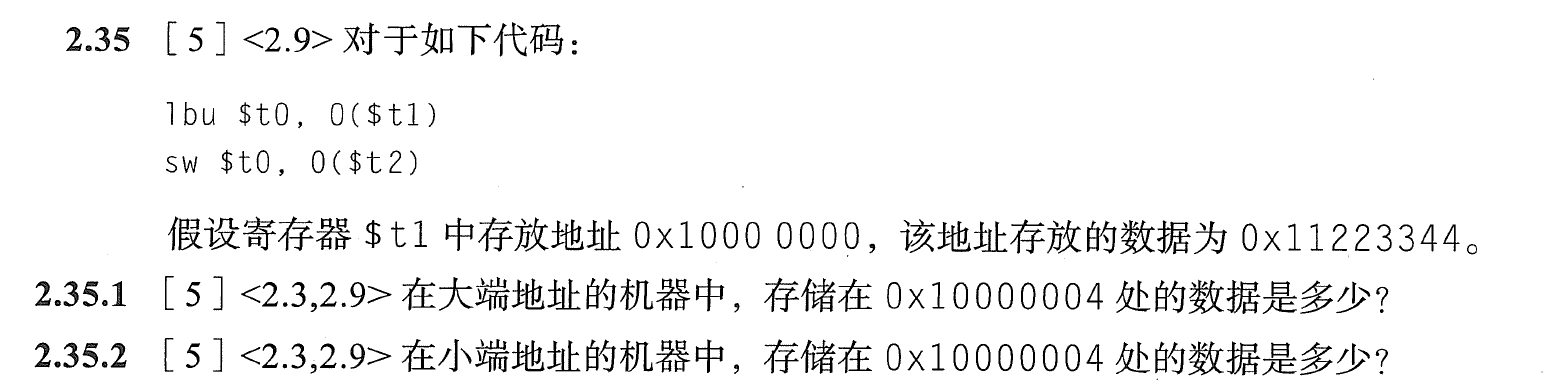 2.35 [5] <2.9> 对于如下代码：
lbu $t0, 0($t1)
sw $t0, 0($t2)
假设寄存器 $t1 中存放地址 0x1000 0000，该地址存放的数据为 0x11223344。
2.35.1 [5] <2.3,2.9> 在大端地址的机器中，存储在 0x10000004 处的数据是多少？
2.35.2 [5] <2.3,2.9> 在小端地址的机器中，存储在 0x10000004 处的数据是多少？